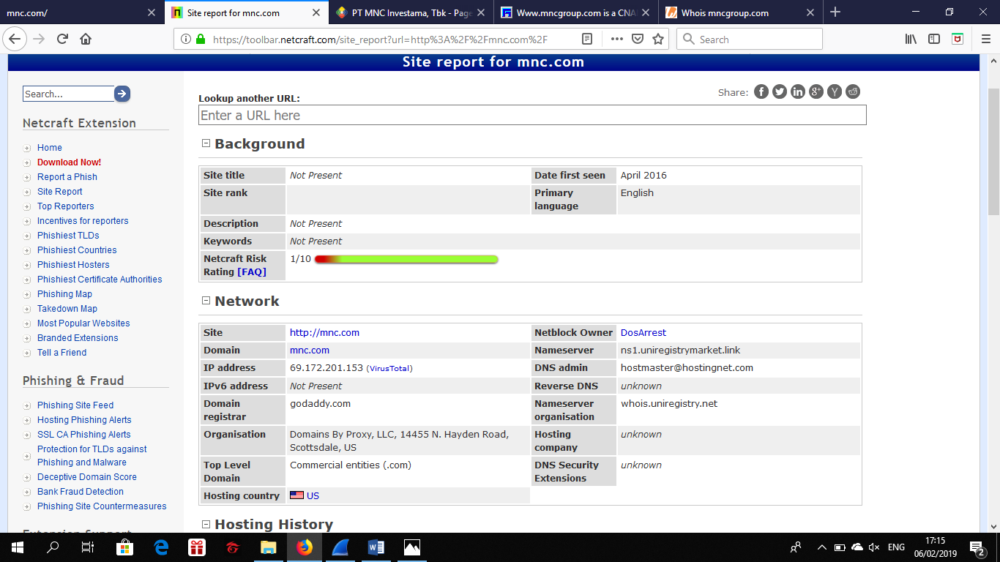 mnc.com/
Site report for mnc.com
PT MNC Investama, Tbk - Page
Www.mncgroup.com is a CNA
Whois mncgroup.com
https://toolbar.netcraft.com/site_report?url=http%3A%2F%2Fmnc.com%2F
Search
Site report for mnc.com
Search...
Netcraft Extension
Home
Download Now!
Report a Phish
Site Report
Top Reporters
Incentives for reporters
Phishiest TLDs
Phishiest Countries
Phishiest Hosters
Phishiest Certificate Authorities
Phishing Map
Takedown Map
Most Popular Websites
Branded Extensions
Tell a Friend
Phishing & Fraud
Phishing Site Feed
Hosting Phishing Alerts
SSL CA Phishing Alerts
Protection for TLDs against
Phishing and Malware
Deceptive Domain Score
Bank Fraud Detection
Phishing Site Countermeasures
Extension Support
Share:
Lookup another URL:
Enter a URL here
Background
Site title Not Present Date first seen April 2016
Site rank Primary language English
Description Not Present
Keywords Not Present
Netcraft Risk Rating [FAQ] 1/10
Network
Site http://mnc.com Netblock Owner DosArrest
Domain mnc.com Nameserver ns1.uniregistrymarket.link
IP address 69.172.201.153 (VirusTotal) DNS admin hostmaster@hostingnet.com
IPv6 address Not Present Reverse DNS unknown
Domain registrar godaddy.com Nameserver organisation whois.uniregistry.net
Organisation Domains By Proxy, LLC, 14455 N. Hayden Road, Scottsdale, US Hosting company unknown
Top Level Domain Commercial entities (.com) DNS Security Extensions unknown
Hosting country US
Hosting History
ENG
17:15
06/02/2019
2